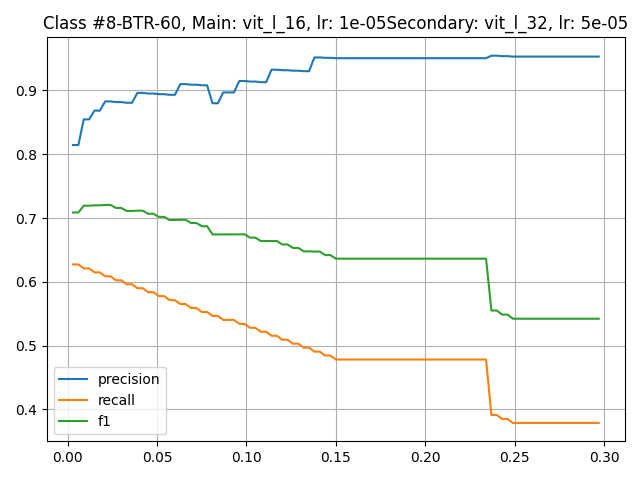 Class #8-BTR-60, Main: vit_l_16, lr: 1e-05Secondary: vit_l_32, lr: 5e-05
0.9
0.8
0.7
0.6
0.5
0.4
precision
recall
f1
0.00 0.05 0.10 0.15 0.20 0.25 0.30